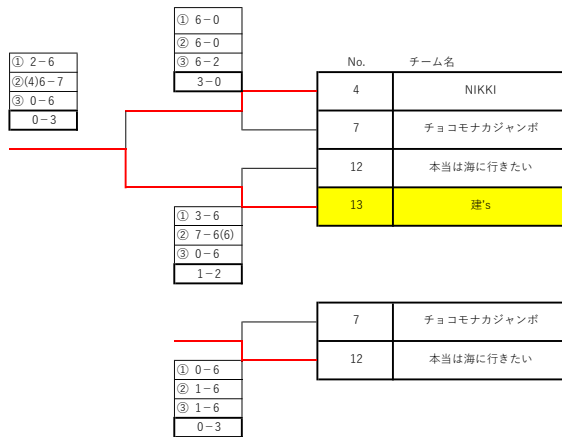 ① 6-0
② 6-0
③ 6-2
3-0
① 2-6
②(4)6-7
③ 0-6
0-3
No. チーム名
4 NIKKI
7 チョコモナカジャンボ
12 本当は海に行きたい
13 建's
① 3-6
② 7-6(6)
③ 0-6
1-2
7 チョコモナカジャンボ
12 本当は海に行きたい
① 0-6
② 1-6
③ 1-6
0-3